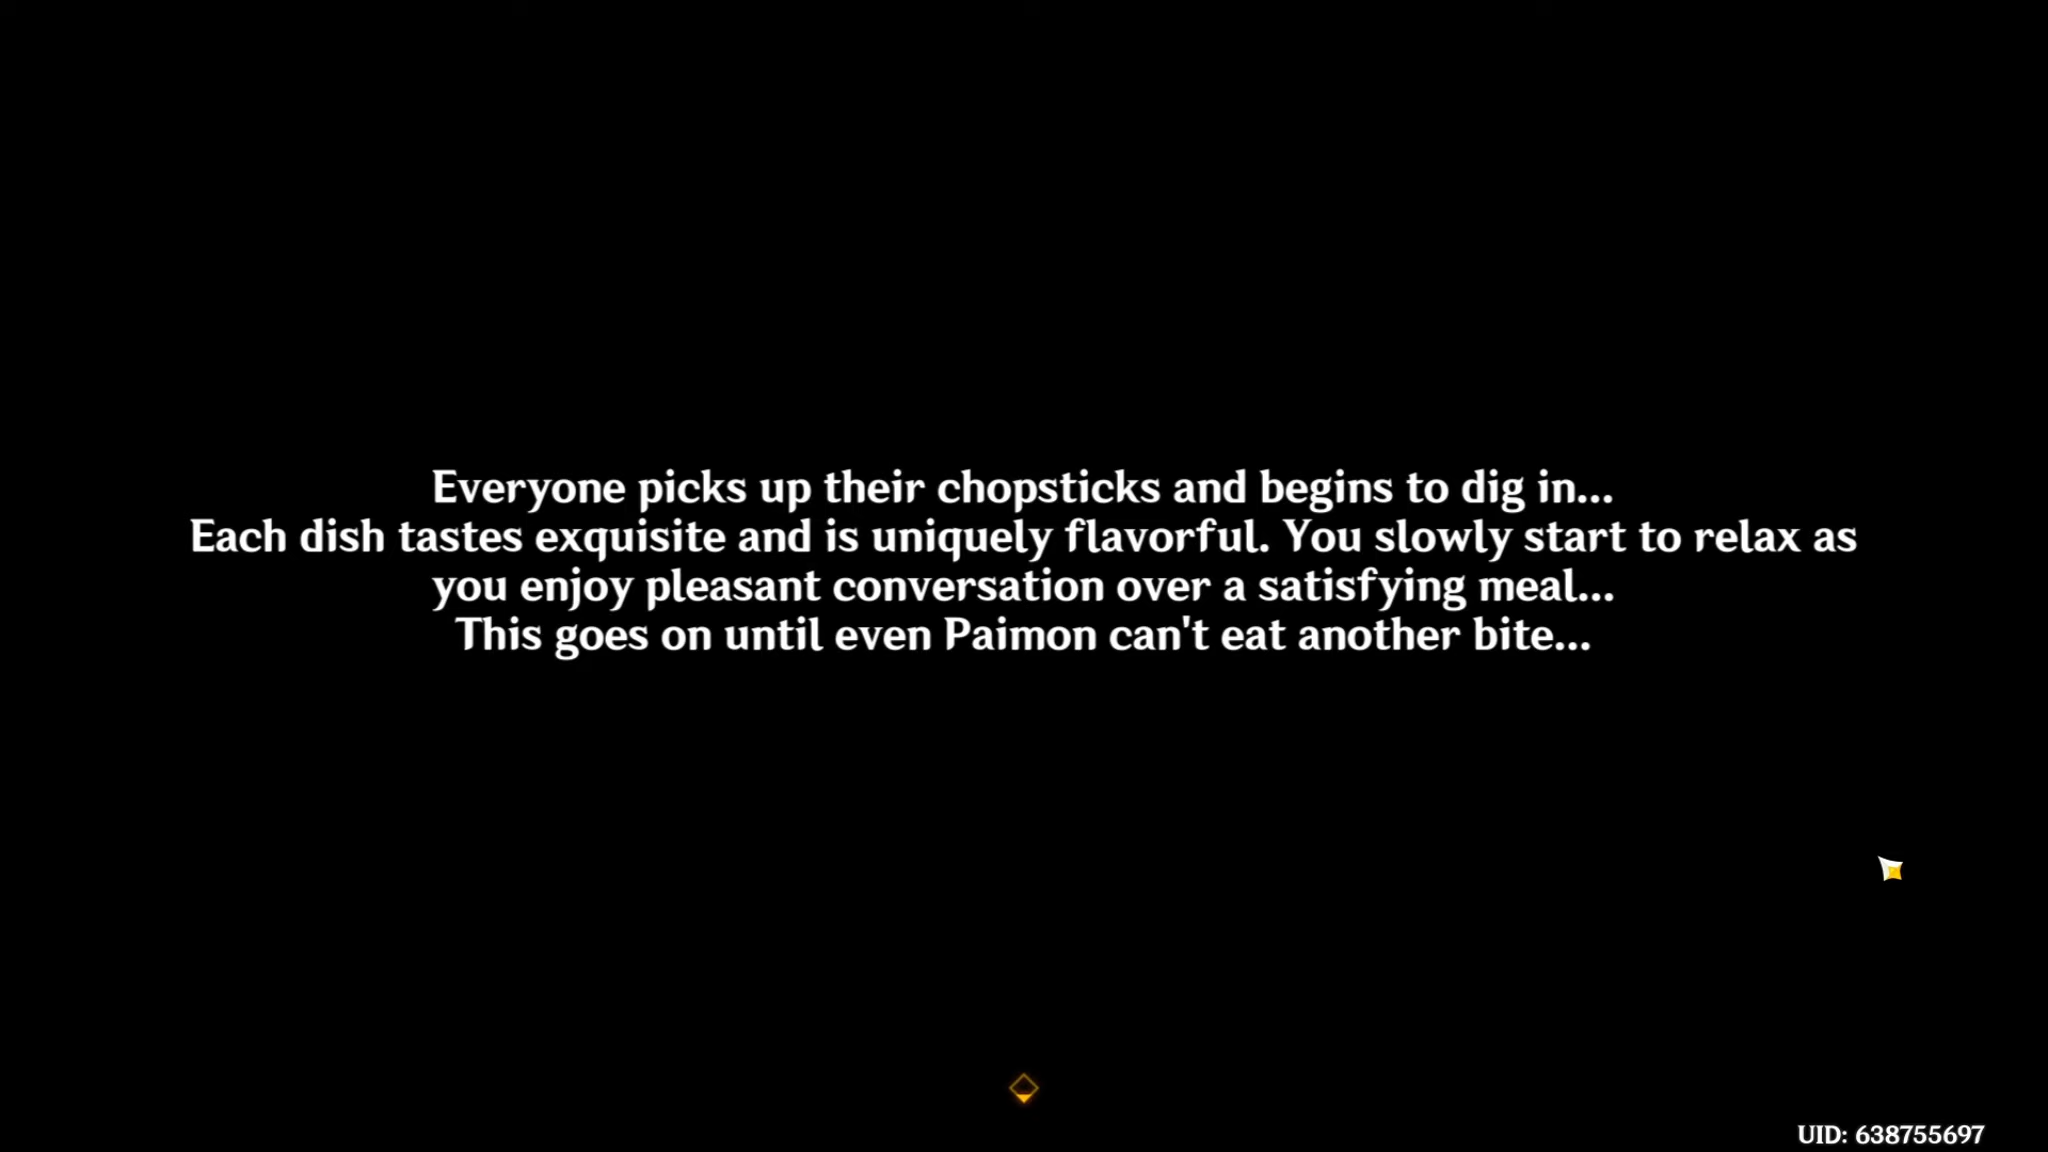 Everyone picks up their chopsticks and begins to dig in...
Each dish tastes exquisite and is uniquely flavorful. You slowly start to relax as
you enjoy pleasant conversation over a satisfying meal...
This goes on until even Paimon can't eat another bite...
UID: 638755697